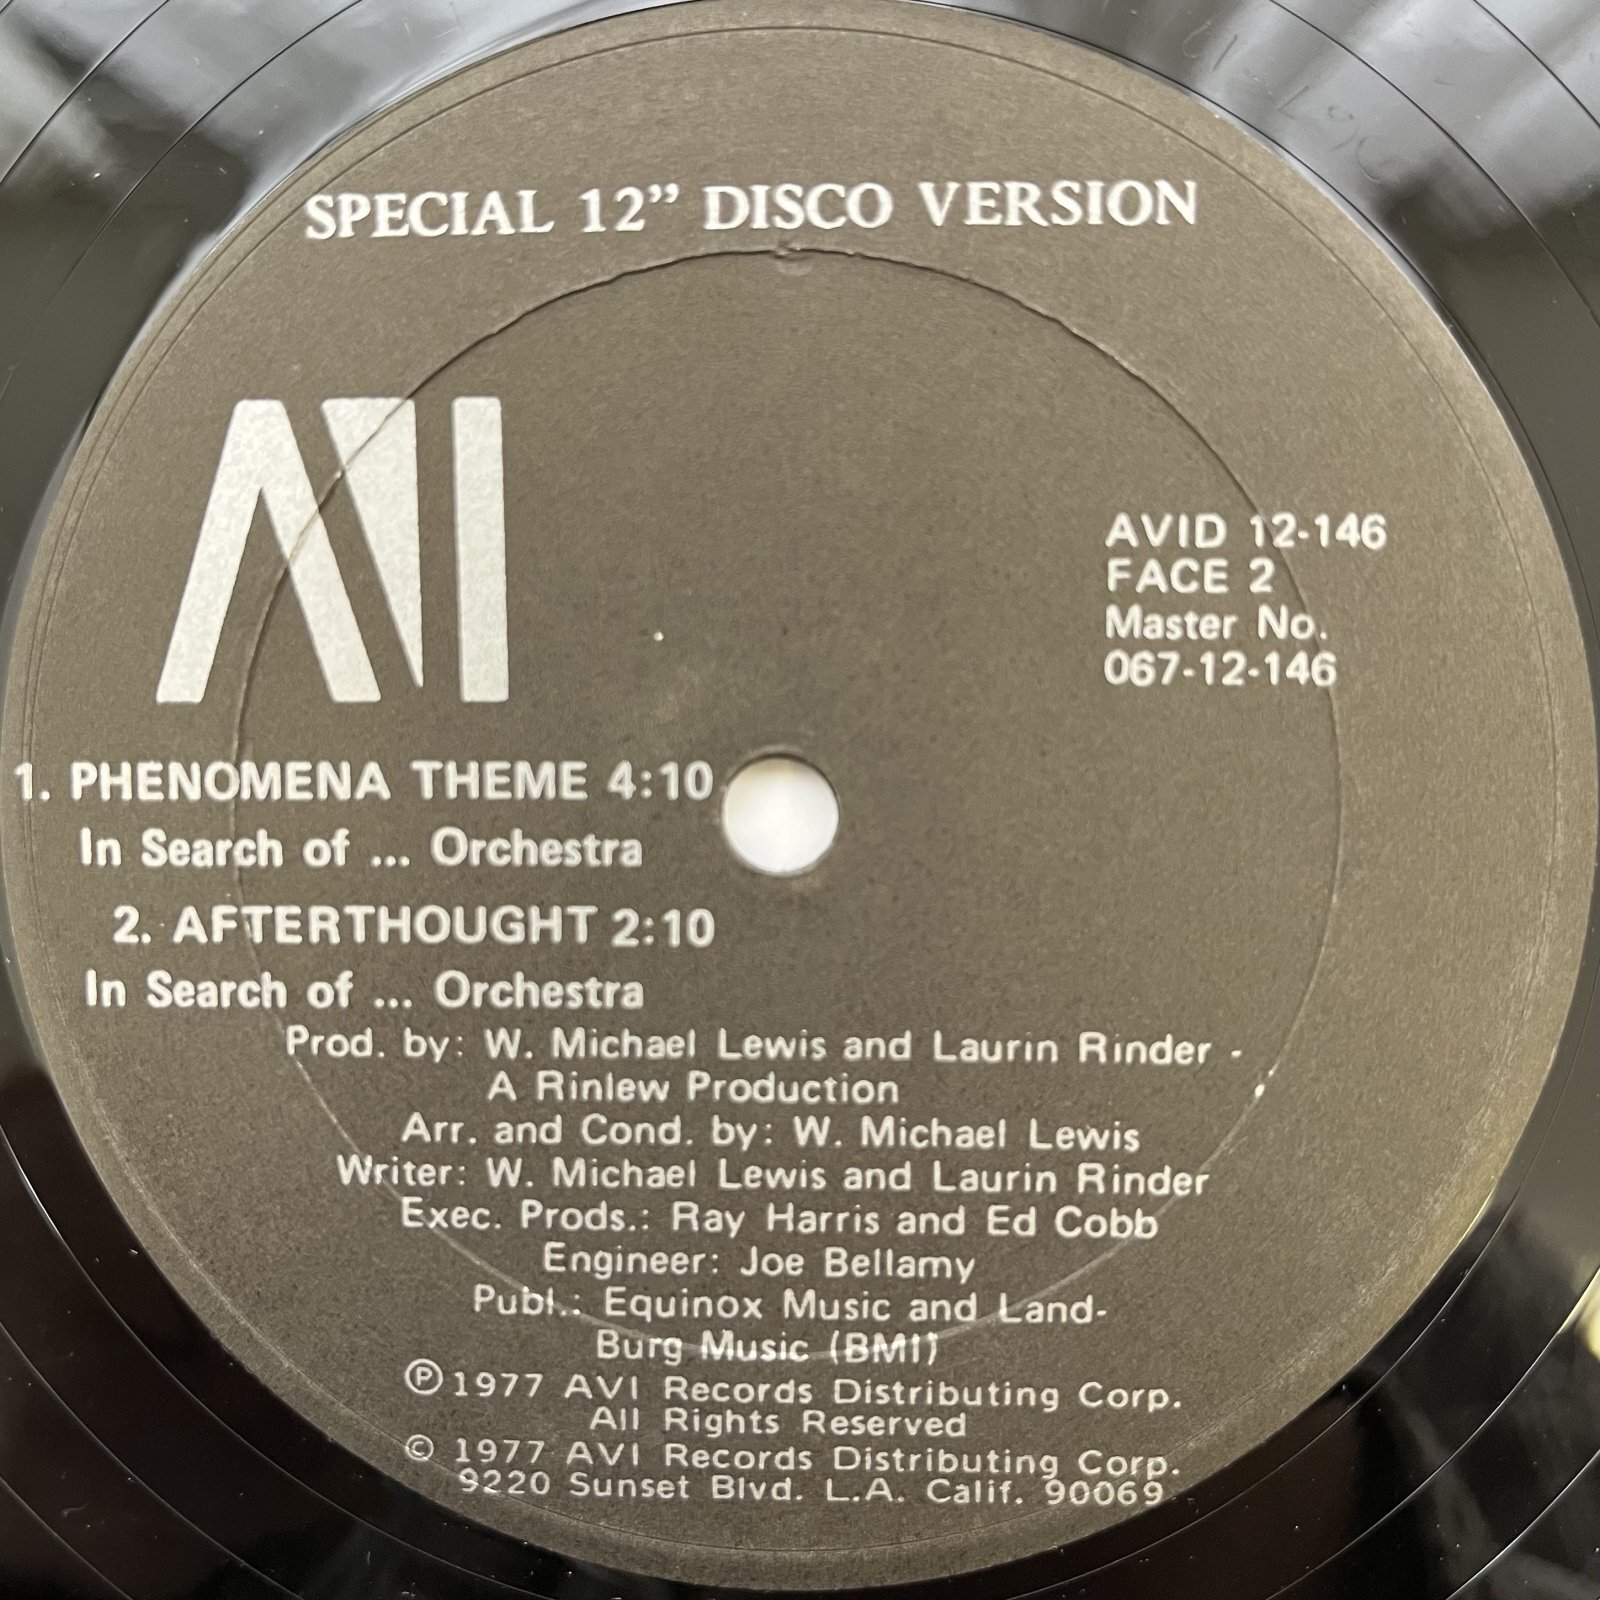 SPECIAL 12” DISCO VERSION
AVI
AVID 12-146
FACE 2
Master No.
067-12-146
1. PHENOMENA THEME 4:10
In Search of ... Orchestra
2. AFTERTHOUGHT 2:10
In Search of ... Orchestra
Prod. by: W. Michael Lewis and Laurin Rinder -
A Rinlew Production
Arr. and Cond. by: W. Michael Lewis
Writer: W. Michael Lewis and Laurin Rinder
Exec. Prods.: Ray Harris and Ed Cobb
Engineer: Joe Bellamy
Publ.: Equinox Music and Land-
Burg Music (BMI)
Ⓟ 1977 AVI Records Distributing Corp.
All Rights Reserved
© 1977 AVI Records Distributing Corp.
9220 Sunset Blvd. L.A. Calif. 90069